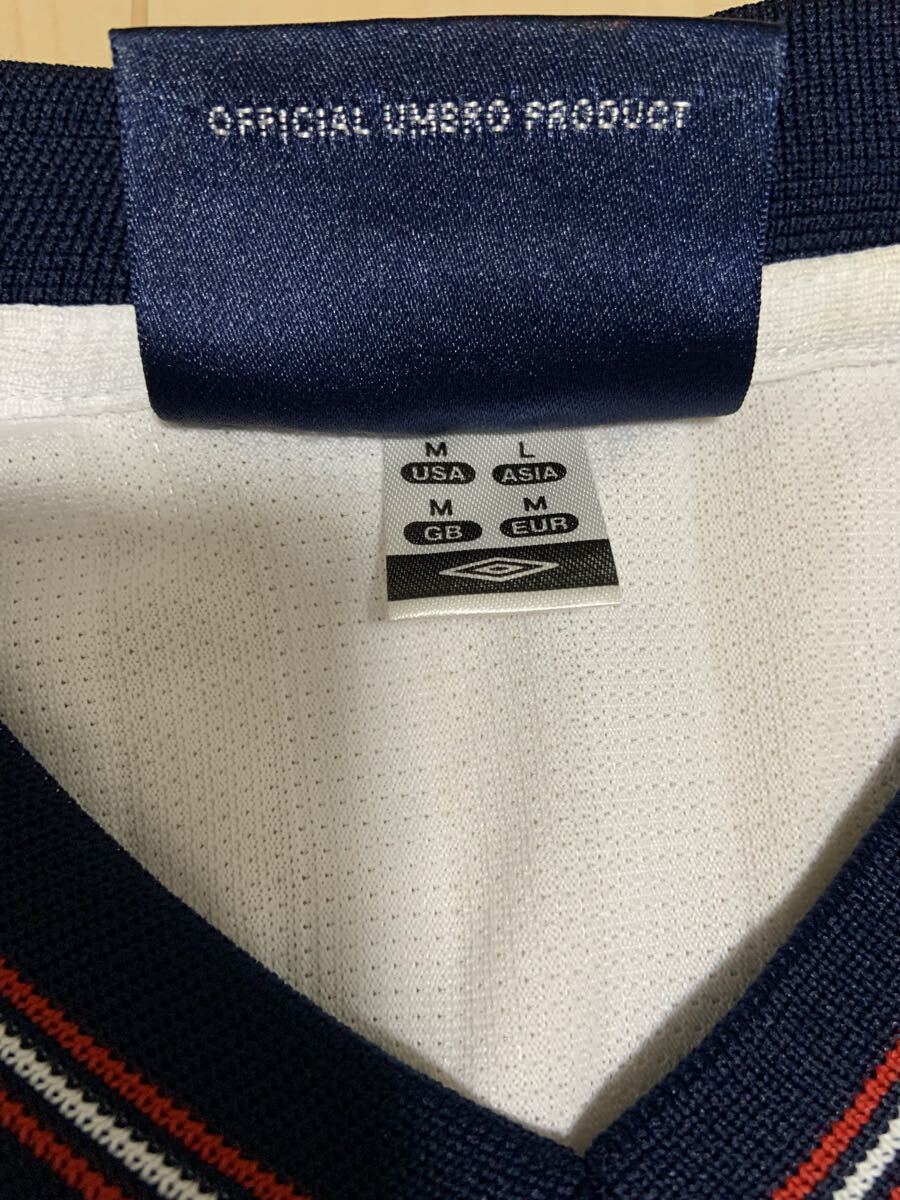 OFFICIAL UMBRO PRODUCT
M L
USA ASIA
M M
GB EUR